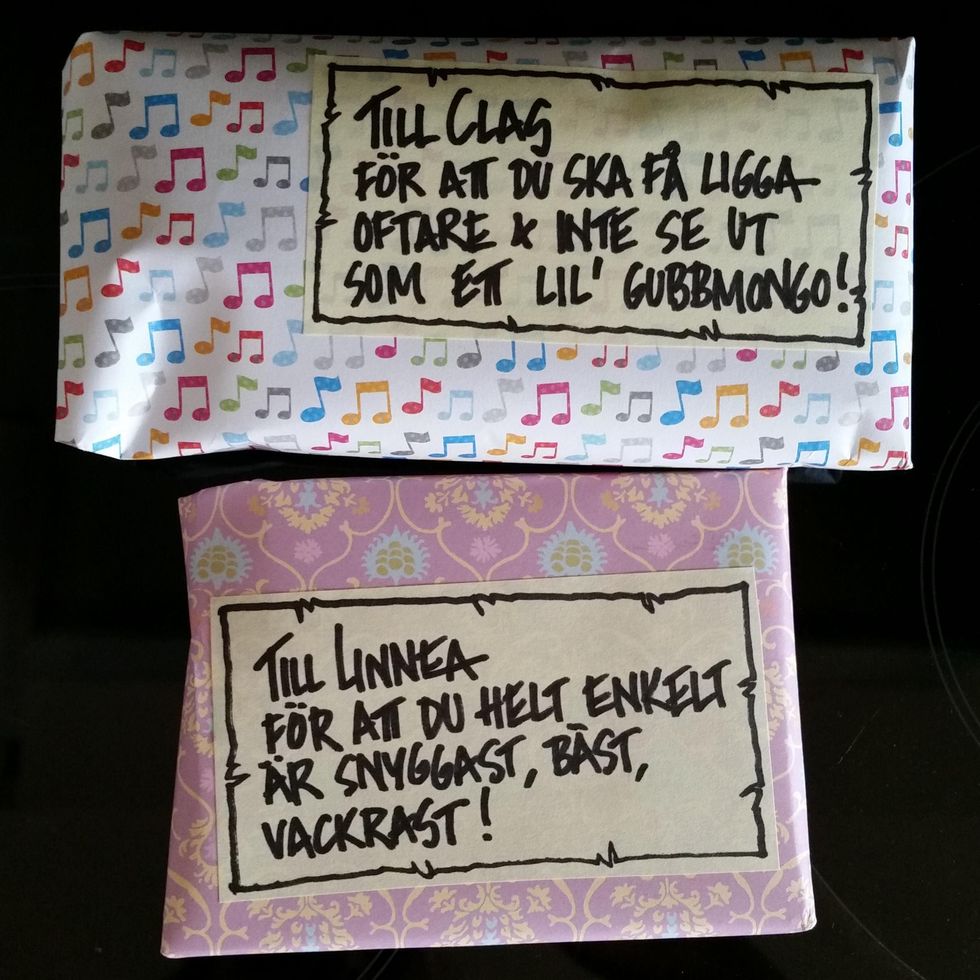 TILL CLAS
FÖR ATT DU SKA FÅ LIGGA
OFTARE & INTE SE UT
SOM ETT LIL' GUBBMONGO!
TILL LINNEA
FÖR ATT DU HELT ENKELT
ÄR SNYGGAST, BÄST,
VACKRAST!